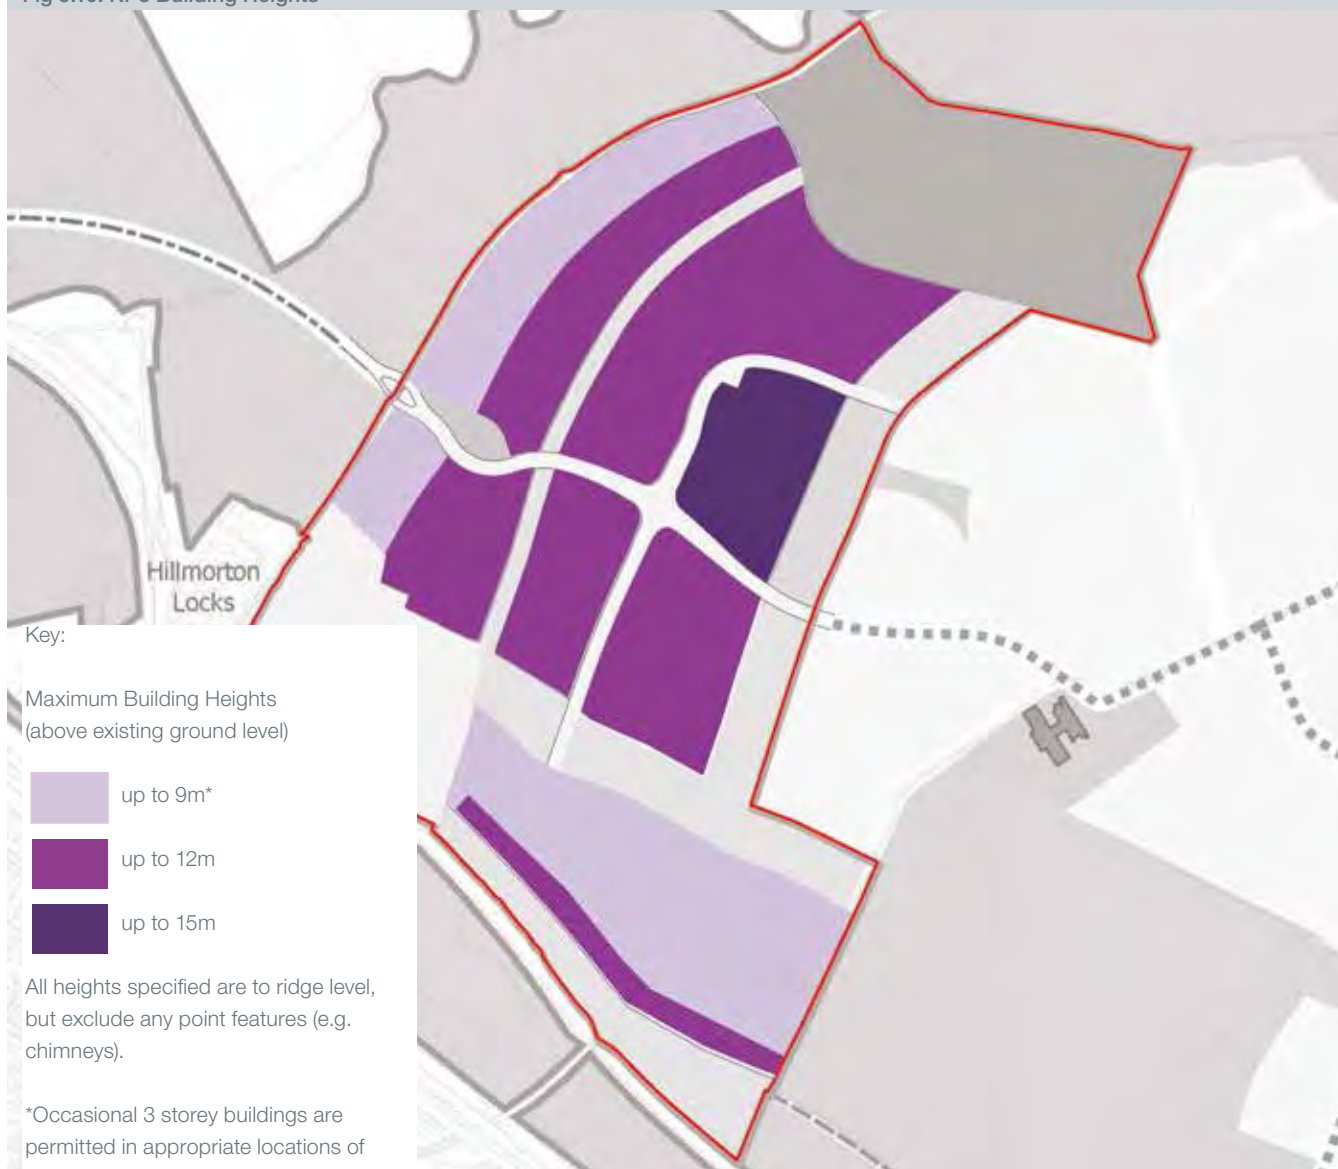 Hillmorton
Locks
Key:
Maximum Building Heights
(above existing ground level)
up to 9m*
up to 12m
up to 15m
All heights specified are to ridge level,
but exclude any point features (e.g.
chimneys).
*Occasional 3 storey buildings are
permitted in appropriate locations of